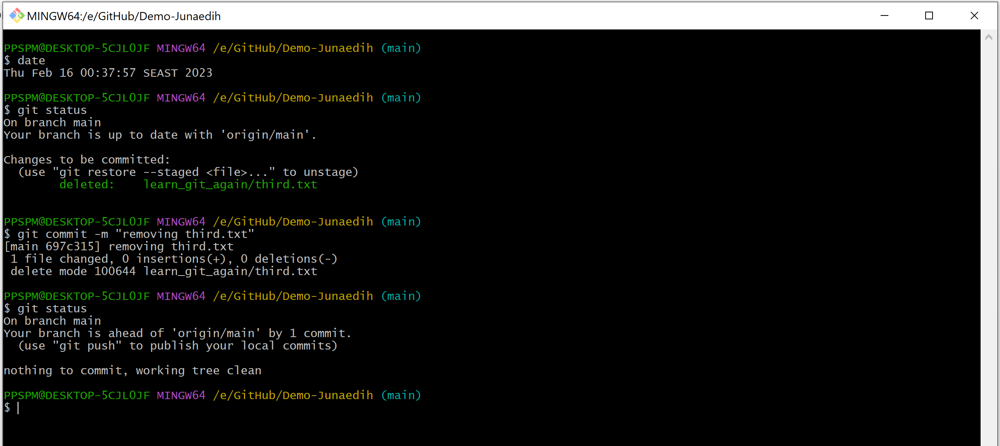 MINGW64:/e/GitHub/Demo-Junaedih
PPSPM@DESKTOP-5CJL0JF MINGW64 /e/GitHub/Demo-Junaedih (main)
$ date
Thu Feb 16 00:37:57 SEAST 2023
PPSPM@DESKTOP-5CJL0JF MINGW64 /e/GitHub/Demo-Junaedih (main)
$ git status
On branch main
Your branch is up to date with 'origin/main'.
Changes to be committed:
  (use "git restore --staged <file>..." to unstage)
        deleted:    learn_git_again/third.txt
PPSPM@DESKTOP-5CJL0JF MINGW64 /e/GitHub/Demo-Junaedih (main)
$ git commit -m "removing third.txt"
[main 697c315] removing third.txt
 1 file changed, 0 insertions(+), 0 deletions(-)
 delete mode 100644 learn_git_again/third.txt
PPSPM@DESKTOP-5CJL0JF MINGW64 /e/GitHub/Demo-Junaedih (main)
$ git status
On branch main
Your branch is ahead of 'origin/main' by 1 commit.
  (use "git push" to publish your local commits)
nothing to commit, working tree clean
PPSPM@DESKTOP-5CJL0JF MINGW64 /e/GitHub/Demo-Junaedih (main)
$